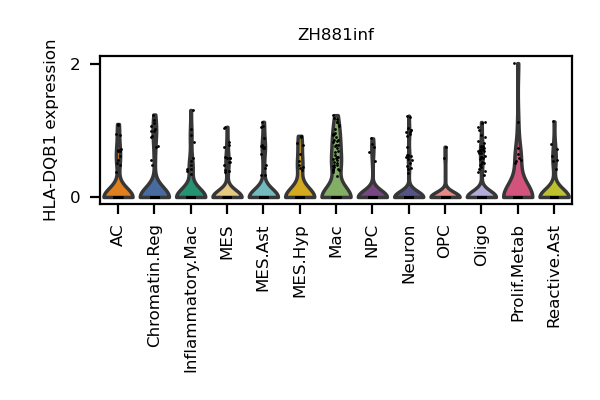 ZH881inf
HLA-DQB1 expression
2
0
AC
Chromatin.Reg
Inflammatory.Mac
MES
MES.Ast
MES.Hyp
Mac
NPC
Neuron
OPC
Oligo
Prolif.Metab
Reactive.Ast